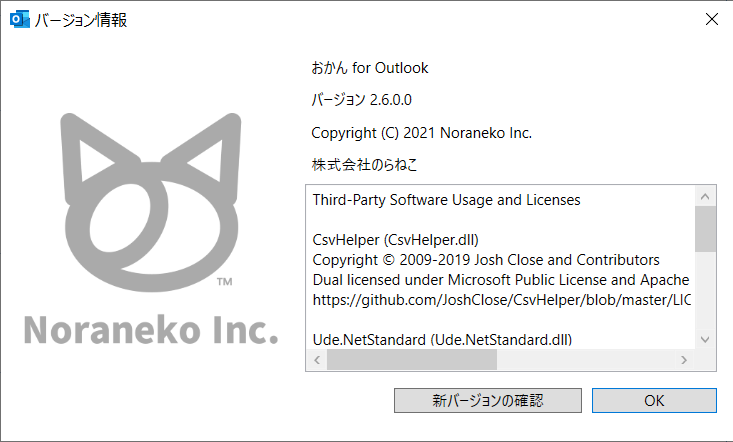 バージョン情報
おかん for Outlook
バージョン 2.6.0.0
Copyright (C) 2021 Noraneko Inc.
株式会社のらねこ
Third-Party Software Usage and Licenses
CsvHelper (CsvHelper.dll)
Copyright © 2009-2019 Josh Close and Contributors
Dual licensed under Microsoft Public License and Apache
https://github.com/JoshClose/CsvHelper/blob/master/LIC
Ude.NetStandard (Ude.NetStandard.dll)
TM
Noraneko Inc.
新バージョンの確認
OK